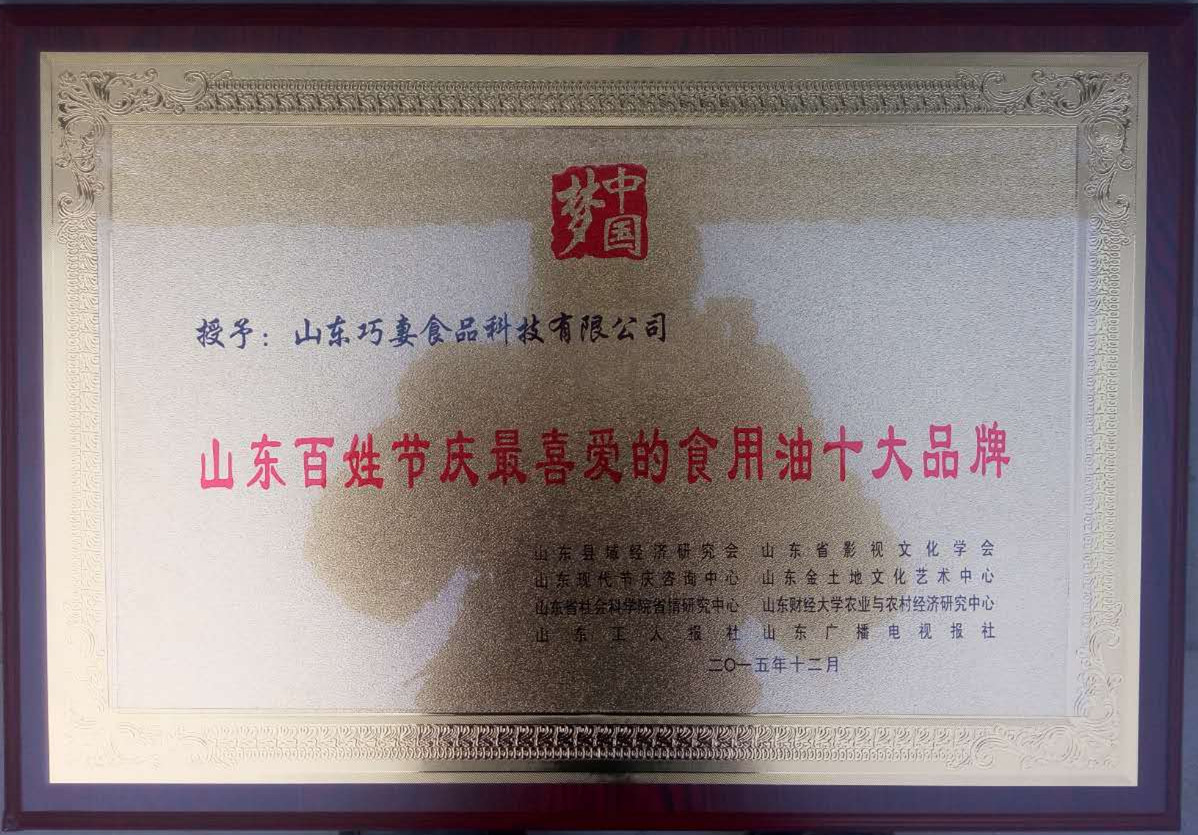 中国梦
授予：山东巧妻食品科技有限公司
山东百姓节庆最喜爱的食用油十大品牌
山东县域经济研究会 山东省影视文化学会
山东现代节庆咨询中心 山东金土地文化艺术中心
山东省社会科学院省情研究中心 山东财经大学农业与农村经济研究中心
山东工人报社 山东广播电视报社
二〇一五年十二月